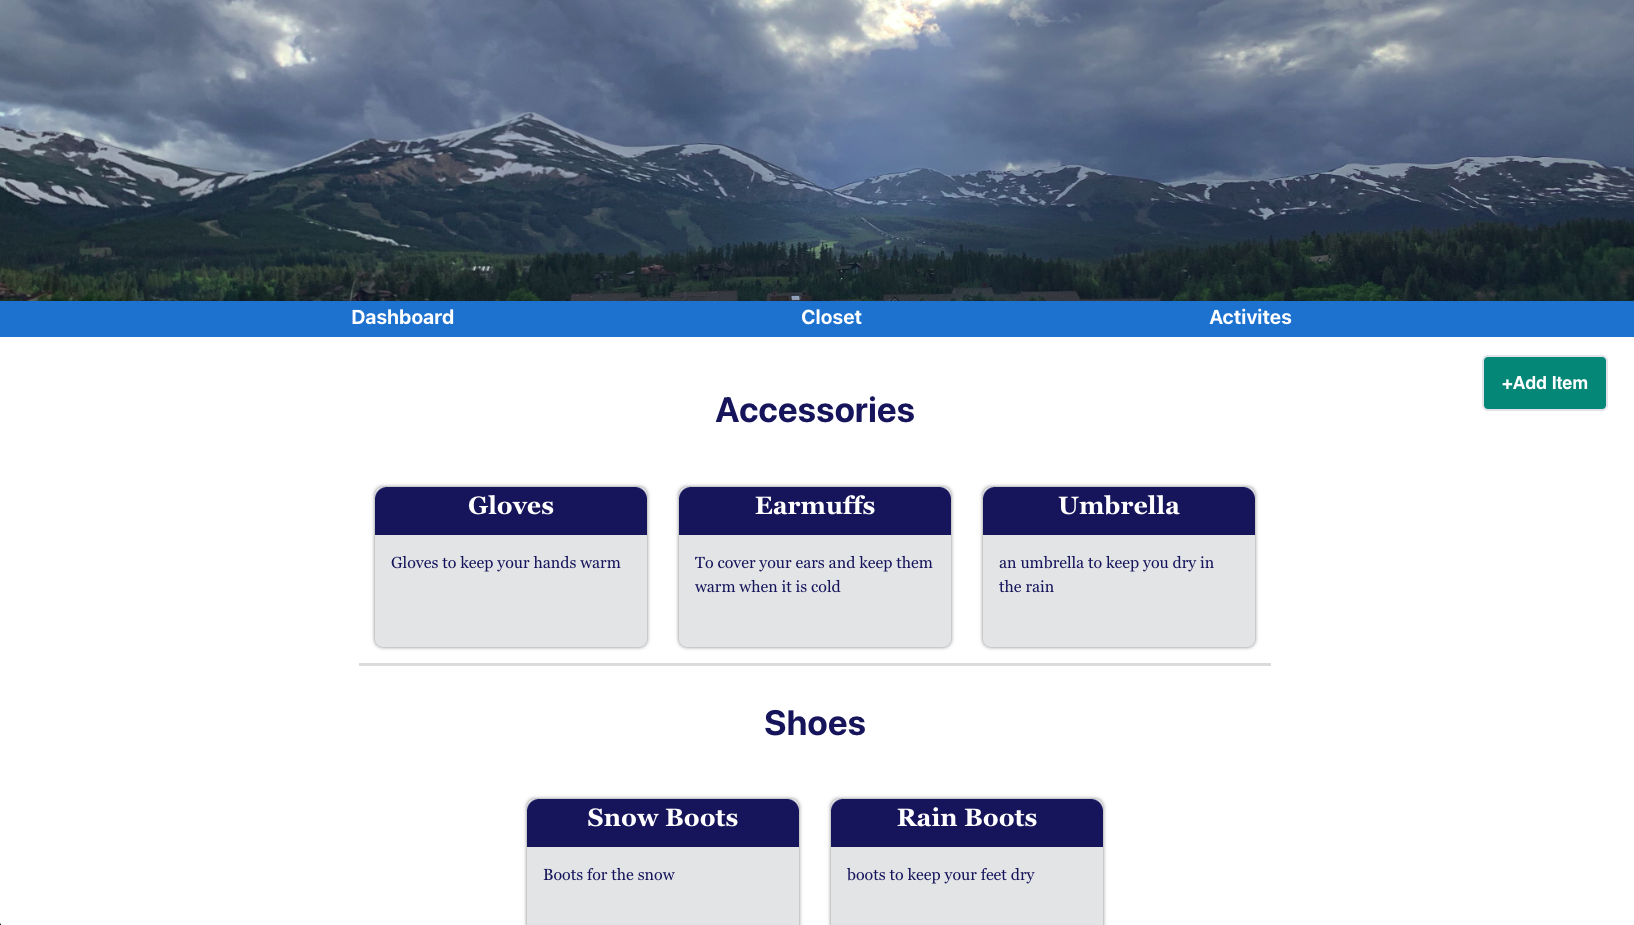 Dashboard
Closet
Activites
+Add Item
Accessories
Gloves
Earmuffs
Umbrella
Gloves to keep your hands warm
To cover your ears and keep them
warm when it is cold
an umbrella to keep you dry in
the rain
Shoes
Snow Boots
Rain Boots
Boots for the snow
boots to keep your feet dry